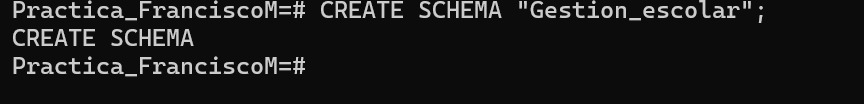 Practica_FranciscoM=# CREATE SCHEMA "Gestion_escolar";
CREATE SCHEMA
Practica_FranciscoM=#